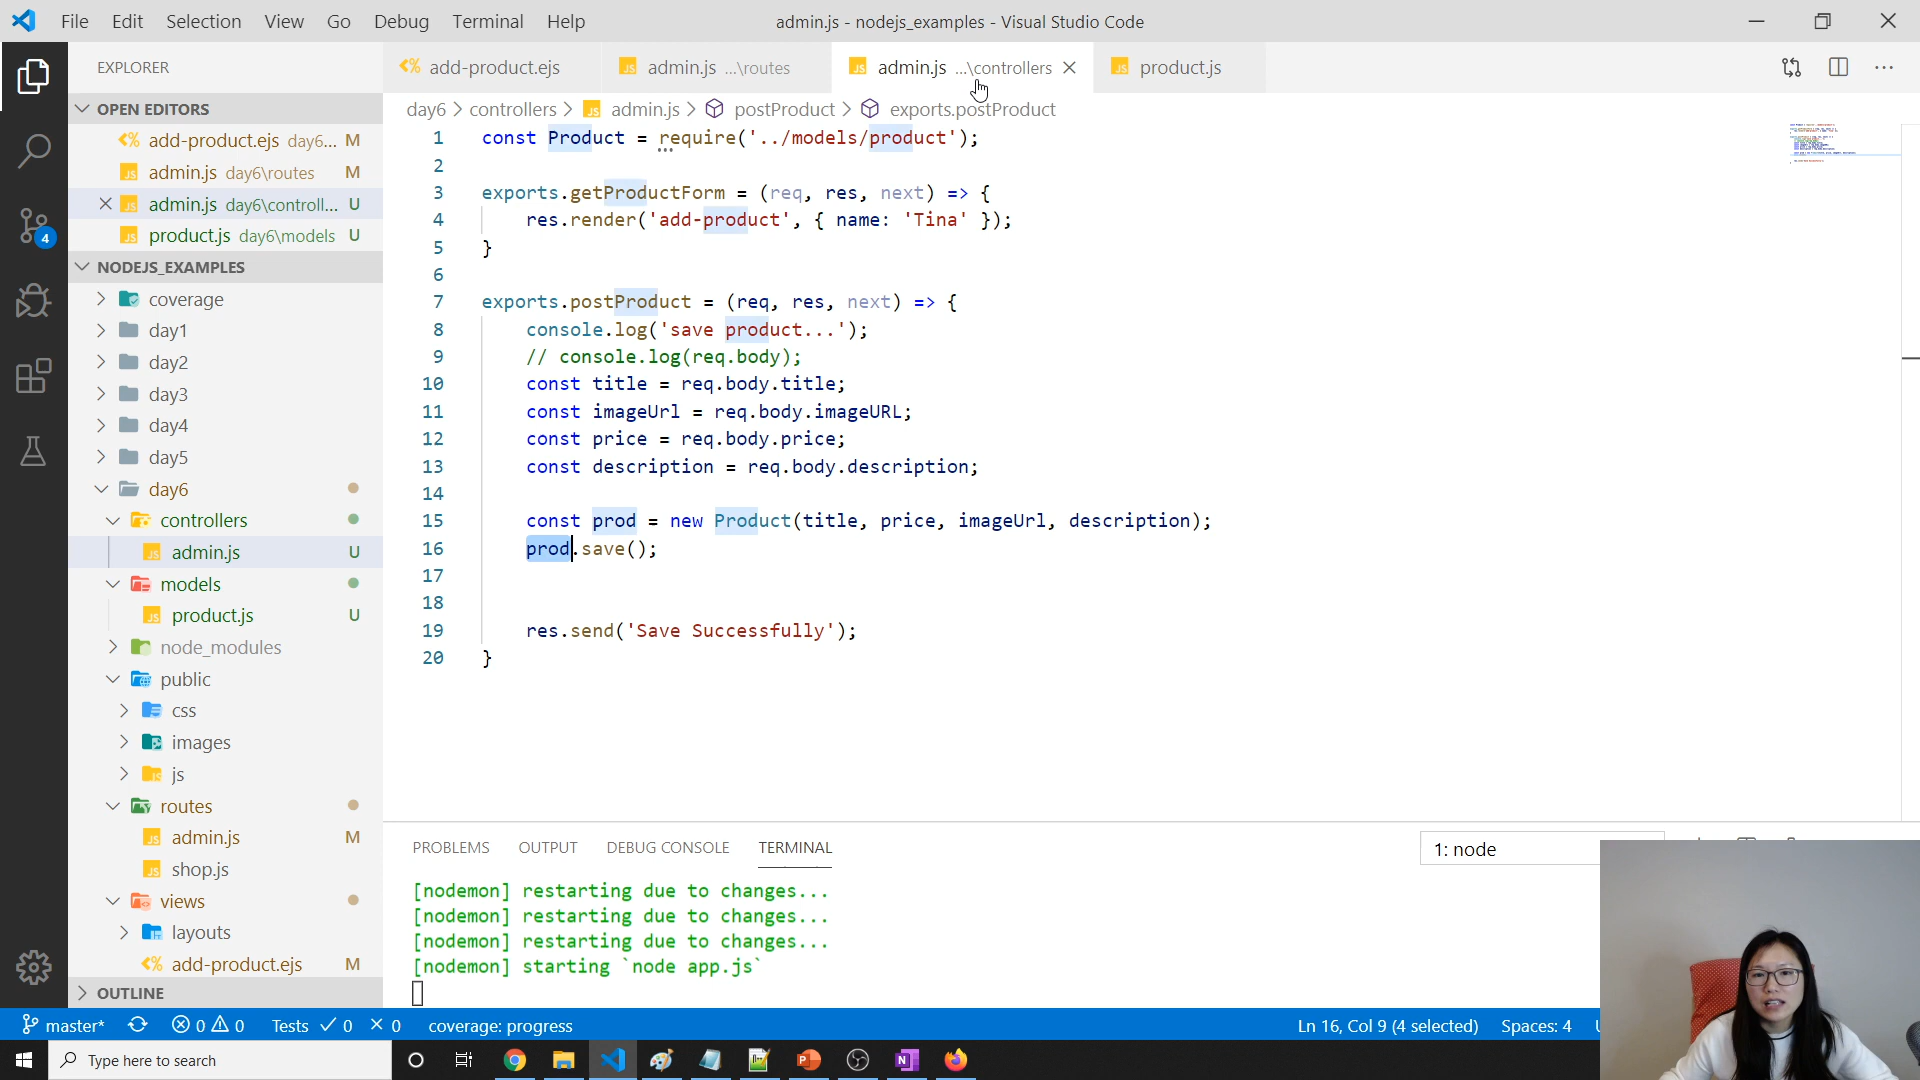 File Edit Selection View Go Debug Terminal Help
admin.js - nodejs_examples - Visual Studio Code
EXPLORER
add-product.ejs
admin.js ...\routes
admin.js ...\controllers
product.js
OPEN EDITORS
add-product.ejs day6... M
admin.js day6\routes M
admin.js day6\controll... U
product.js day6\models U
NODEJS_EXAMPLES
coverage
day1
day2
day3
day4
day5
day6
controllers
admin.js U
models
product.js U
node_modules
public
css
images
js
routes
admin.js M
shop.js
views
layouts
add-product.ejs M
OUTLINE
4
day6 > controllers > admin.js > postProduct > exports.postProduct
1 const Product = require('../models/product');
2
3 exports.getProductForm = (req, res, next) => {
4 res.render('add-product', { name: 'Tina' });
5 }
6
7 exports.postProduct = (req, res, next) => {
8 console.log('save product...');
9 // console.log(req.body);
10 const title = req.body.title;
11 const imageUrl = req.body.imageURL;
12 const price = req.body.price;
13 const description = req.body.description;
14
15 const prod = new Product(title, price, imageUrl, description);
16 prod.save();
17
18
19 res.send('Save Successfully');
20 }
PROBLEMS OUTPUT DEBUG CONSOLE TERMINAL
1: node
[nodemon] restarting due to changes...
[nodemon] restarting due to changes...
[nodemon] restarting due to changes...
[nodemon] starting `node app.js`
master* 0 0 Tests 0 0 coverage: progress
Ln 16, Col 9 (4 selected) Spaces: 4
Type here to search